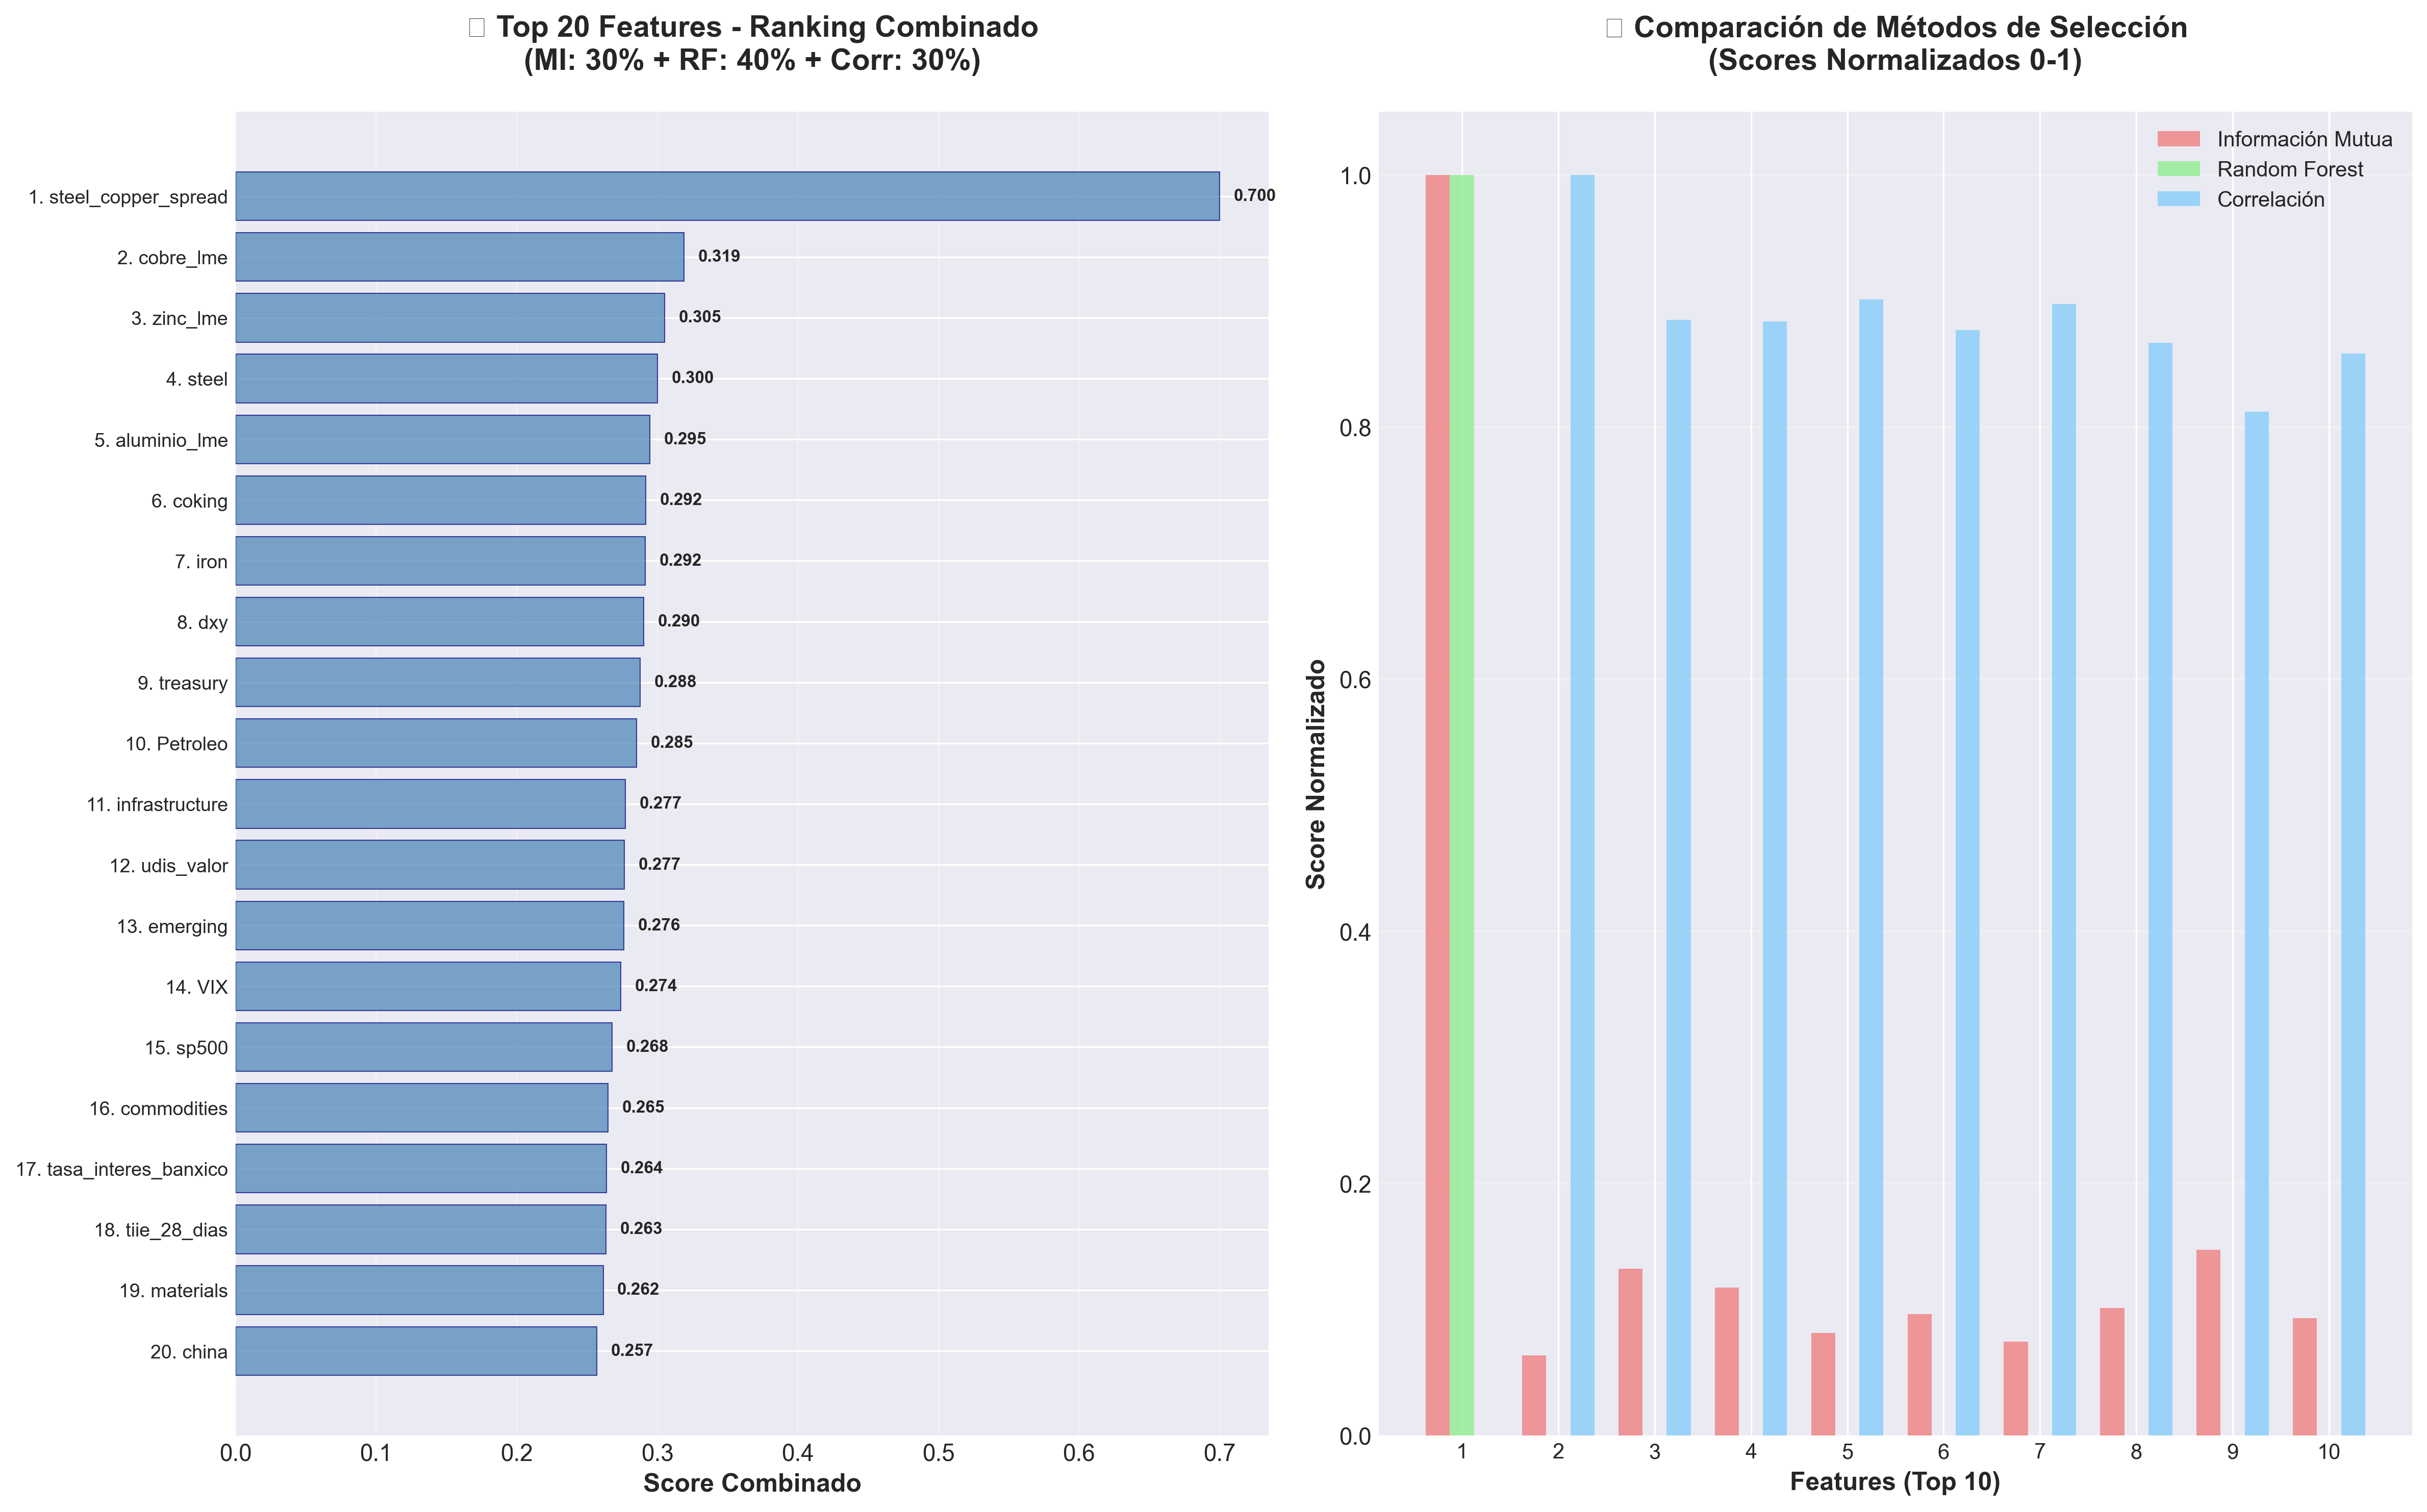 Top 20 Features - Ranking Combinado
(MI: 30% + RF: 40% + Corr: 30%)
1. steel_copper_spread 0.700
2. cobre_lme 0.319
3. zinc_lme 0.305
4. steel 0.300
5. aluminio_lme 0.295
6. coking 0.292
7. iron 0.292
8. dxy 0.290
9. treasury 0.288
10. Petroleo 0.285
11. infrastructure 0.277
12. udis_valor 0.277
13. emerging 0.276
14. VIX 0.274
15. sp500 0.268
16. commodities 0.265
17. tasa_interes_banxico 0.264
18. tiie_28_dias 0.263
19. materials 0.262
20. china 0.257
0.0 0.1 0.2 0.3 0.4 0.5 0.6 0.7
Score Combinado
Comparación de Métodos de Selección
(Scores Normalizados 0-1)
Información Mutua
Random Forest
Correlación
Score Normalizado
1.0
0.8
0.6
0.4
0.2
0.0
1 2 3 4 5 6 7 8 9 10
Features (Top 10)